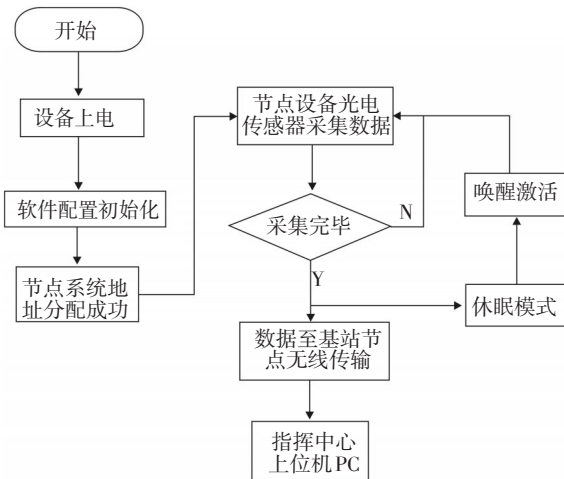 开始
设备上电
软件配置初始化
节点系统地
址分配成功
节点设备光电
传感器采集数据
采集完毕
N
Y
唤醒激活
休眠模式
数据至基站节
点无线传输
指挥中心
上位机PC